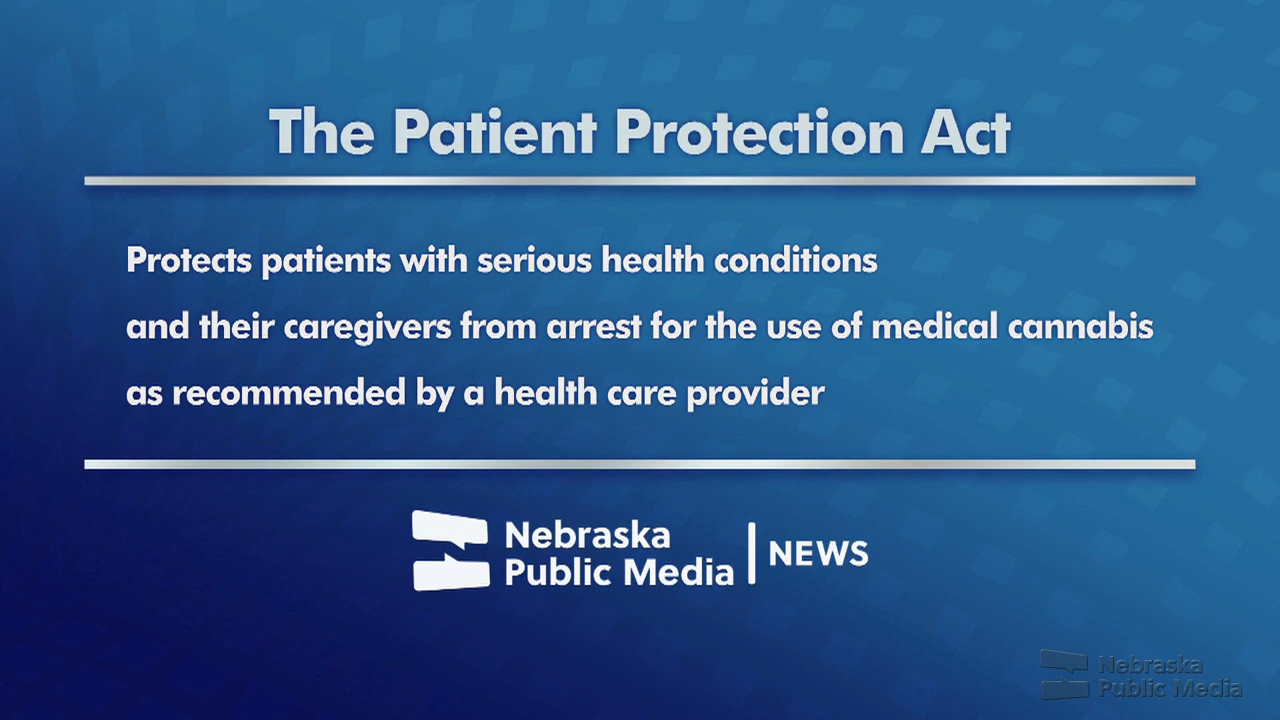 The Patient Protection Act
Protects patients with serious health conditions
and their caregivers from arrest for the use of medical cannabis
as recommended by a health care provider
Nebraska
Public Media
NEWS
Nebraska
Public Media